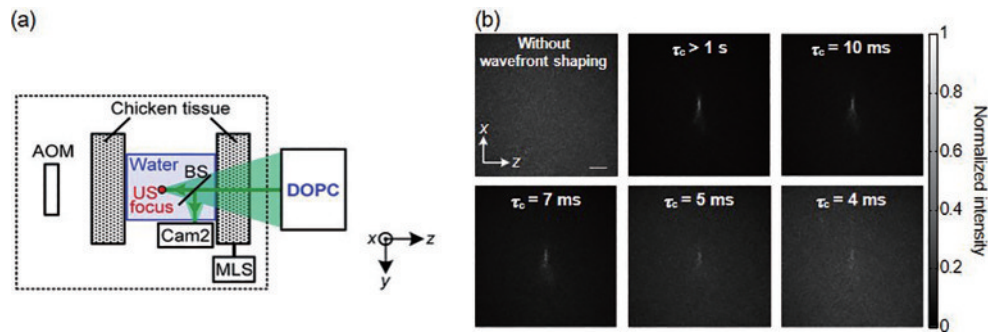 (a)
Chicken tissue
AOM
Water
BS
US
focus
DOPC
Cam2
MLS
x
z
y
(b)
Without
wavefront shaping
x
z
τc > 1 s
τc = 10 ms
τc = 7 ms
τc = 5 ms
τc = 4 ms
1
0.8
0.6
0.4
0.2
0
Normalized intensity